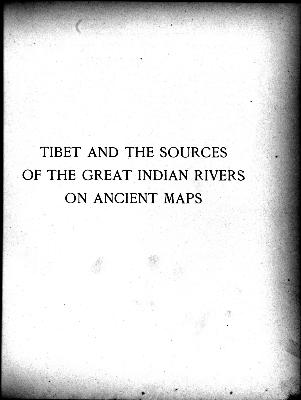 TIBET AND THE SOURCES
OF THE GREAT INDIAN RIVERS
ON ANCIENT MAPS